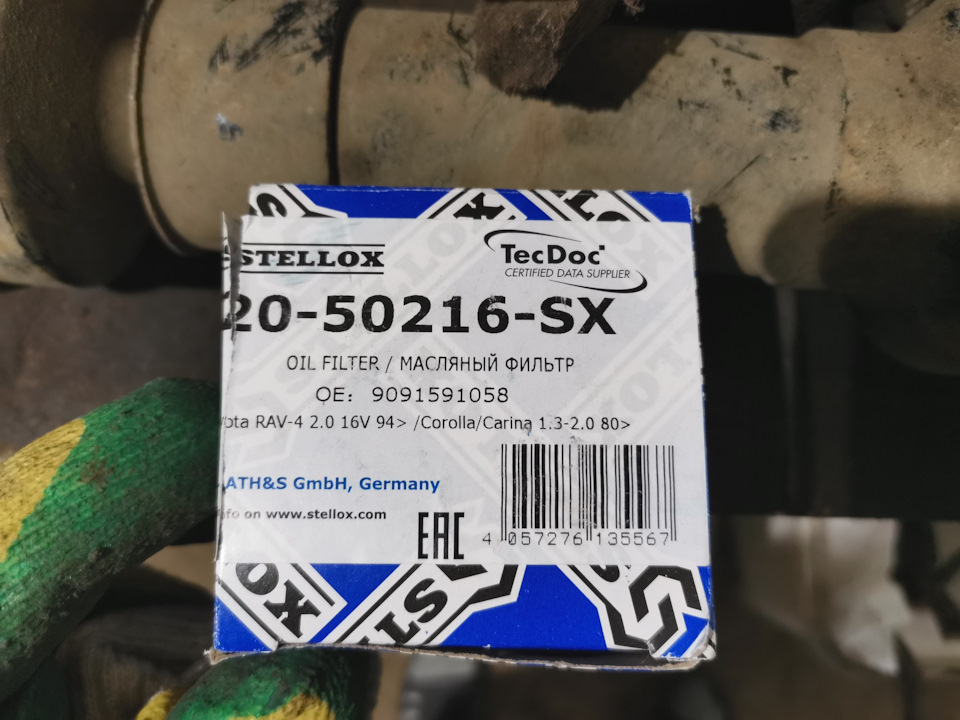 STELLOX
TecDoc
CERTIFIED DATA SUPPLIER
20-50216-SX
OIL FILTER / МАСЛЯНЫЙ ФИЛЬТР
OE: 9091591058
RAV-4 2.0 16V 94> /Corolla/Carina 1.3-2.0 80>
ATH&S GmbH, Germany
on www.stellox.com
EAC
4 057276 135567